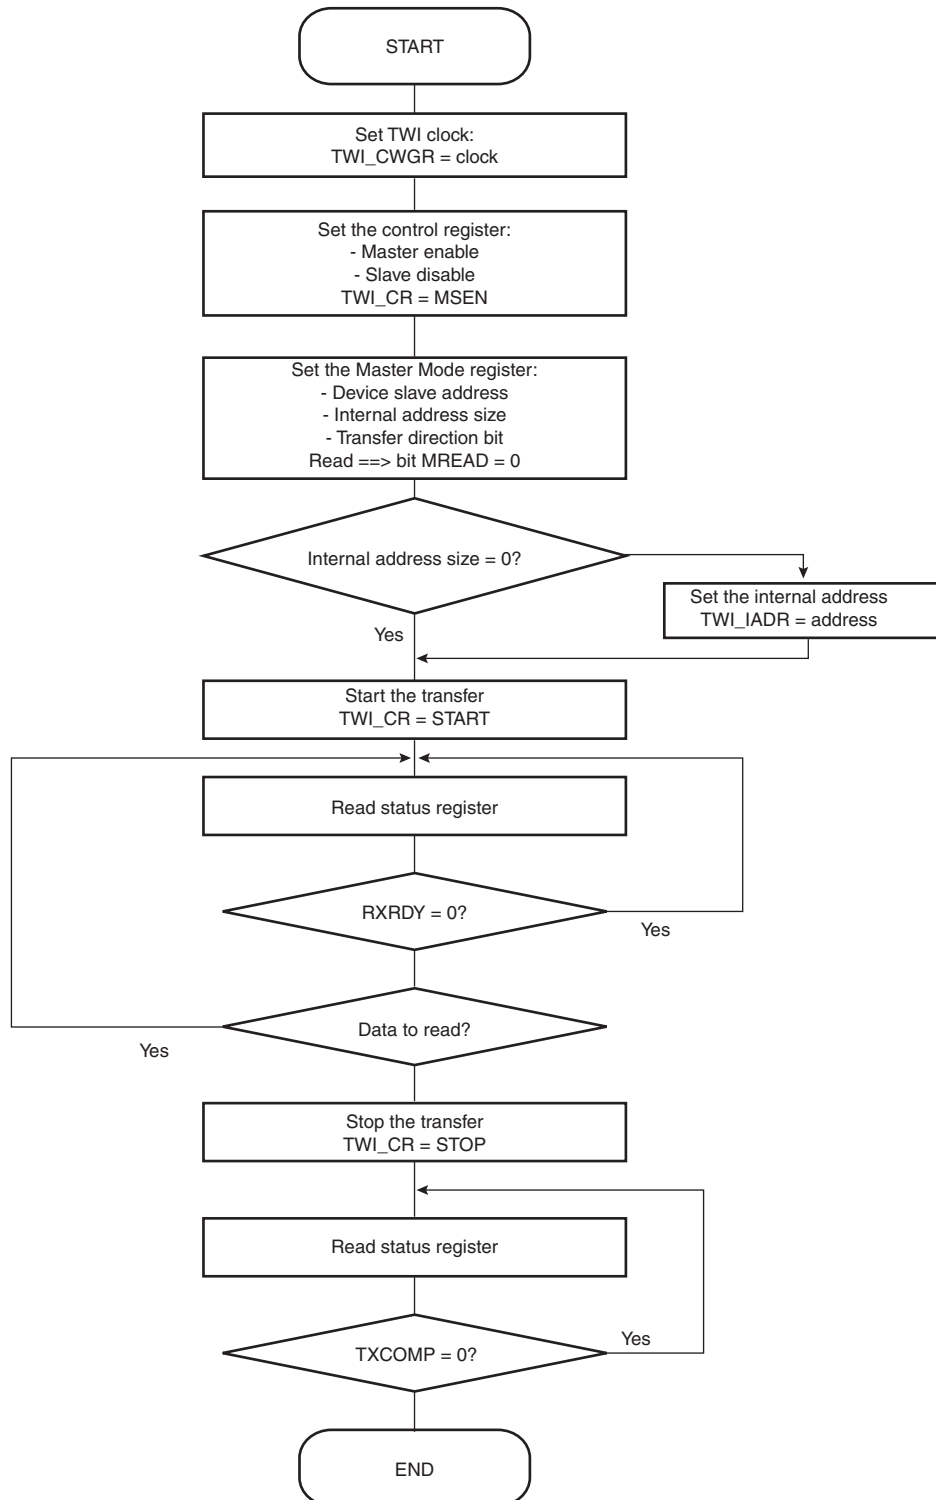 START
Set TWI clock:
TWI_CWGR = clock
Set the control register:
- Master enable
- Slave disable
TWI_CR = MSEN
Set the Master Mode register:
- Device slave address
- Internal address size
- Transfer direction bit
Read ==> bit MREAD = 0
Internal address size = 0?
Set the internal address
TWI_IADR = address
Yes
Start the transfer
TWI_CR = START
Read status register
RXRDY = 0?
Yes
Data to read?
Yes
Stop the transfer
TWI_CR = STOP
Read status register
TXCOMP = 0?
Yes
END